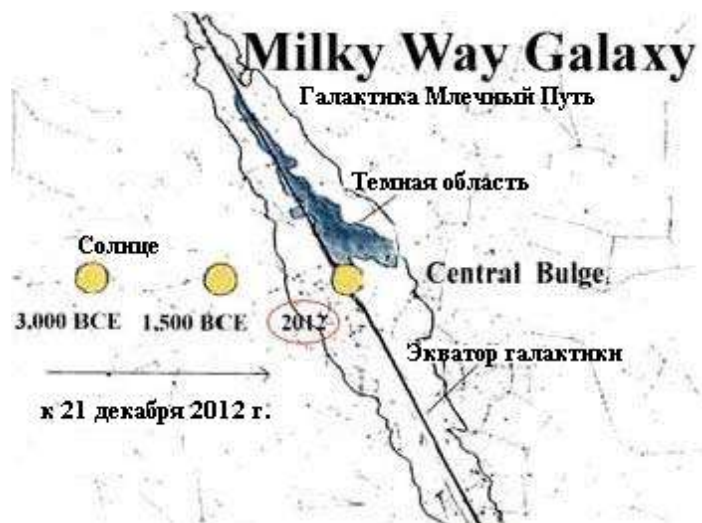 Milky Way Galaxy
Галактика Млечный Путь
Темная область
Солнце
Central Bulge
3.000 BCE 1.500 BCE 2012
Экватор галактики
к 21 декабря 2012 г.